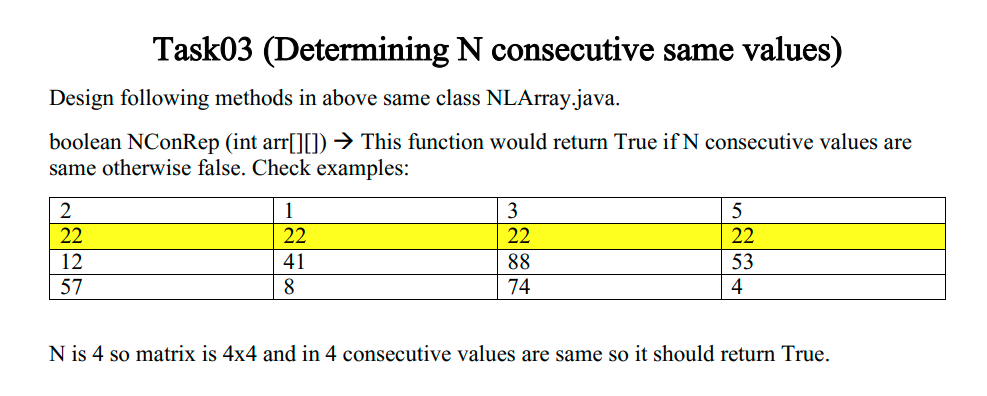 Task03 (Determining N consecutive same values)
Design following methods in above same class NLArray.java.
boolean NConRep (int arr[][]) → This function would return True if N consecutive values are
same otherwise false. Check examples:
2 1 3 5
22 22 22 22
12 41 88 53
57 8 74 4
N is 4 so matrix is 4x4 and in 4 consecutive values are same so it should return True.